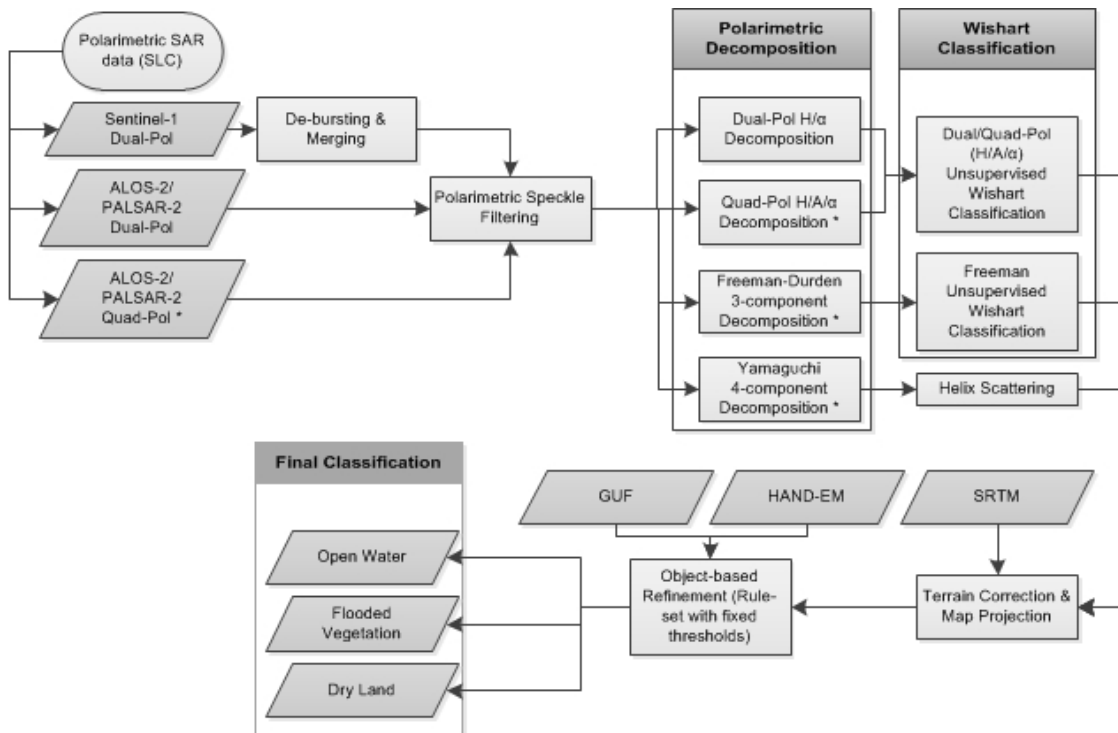 Polarimetric SAR
data (SLC)
Sentinel-1
Dual-Pol
De-bursting &
Merging
ALOS-2/
PALSAR-2
Dual-Pol
ALOS-2/
PALSAR-2
Quad-Pol *
Polarimetric Speckle
Filtering
Polarimetric
Decomposition
Dual-Pol H/α
Decomposition
Quad-Pol H/A/α
Decomposition *
Freeman-Durden
3-component
Decomposition *
Yamaguchi
4-component
Decomposition *
Wishart
Classification
Dual/Quad-Pol
(H/A/α)
Unsupervised
Wishart
Classification
Freeman
Unsupervised
Wishart
Classification
Helix Scattering
Final Classification
Open Water
Flooded
Vegetation
Dry Land
GUF
HAND-EM
SRTM
Object-based
Refinement (Rule-
set with fixed
thresholds)
Terrain Correction &
Map Projection